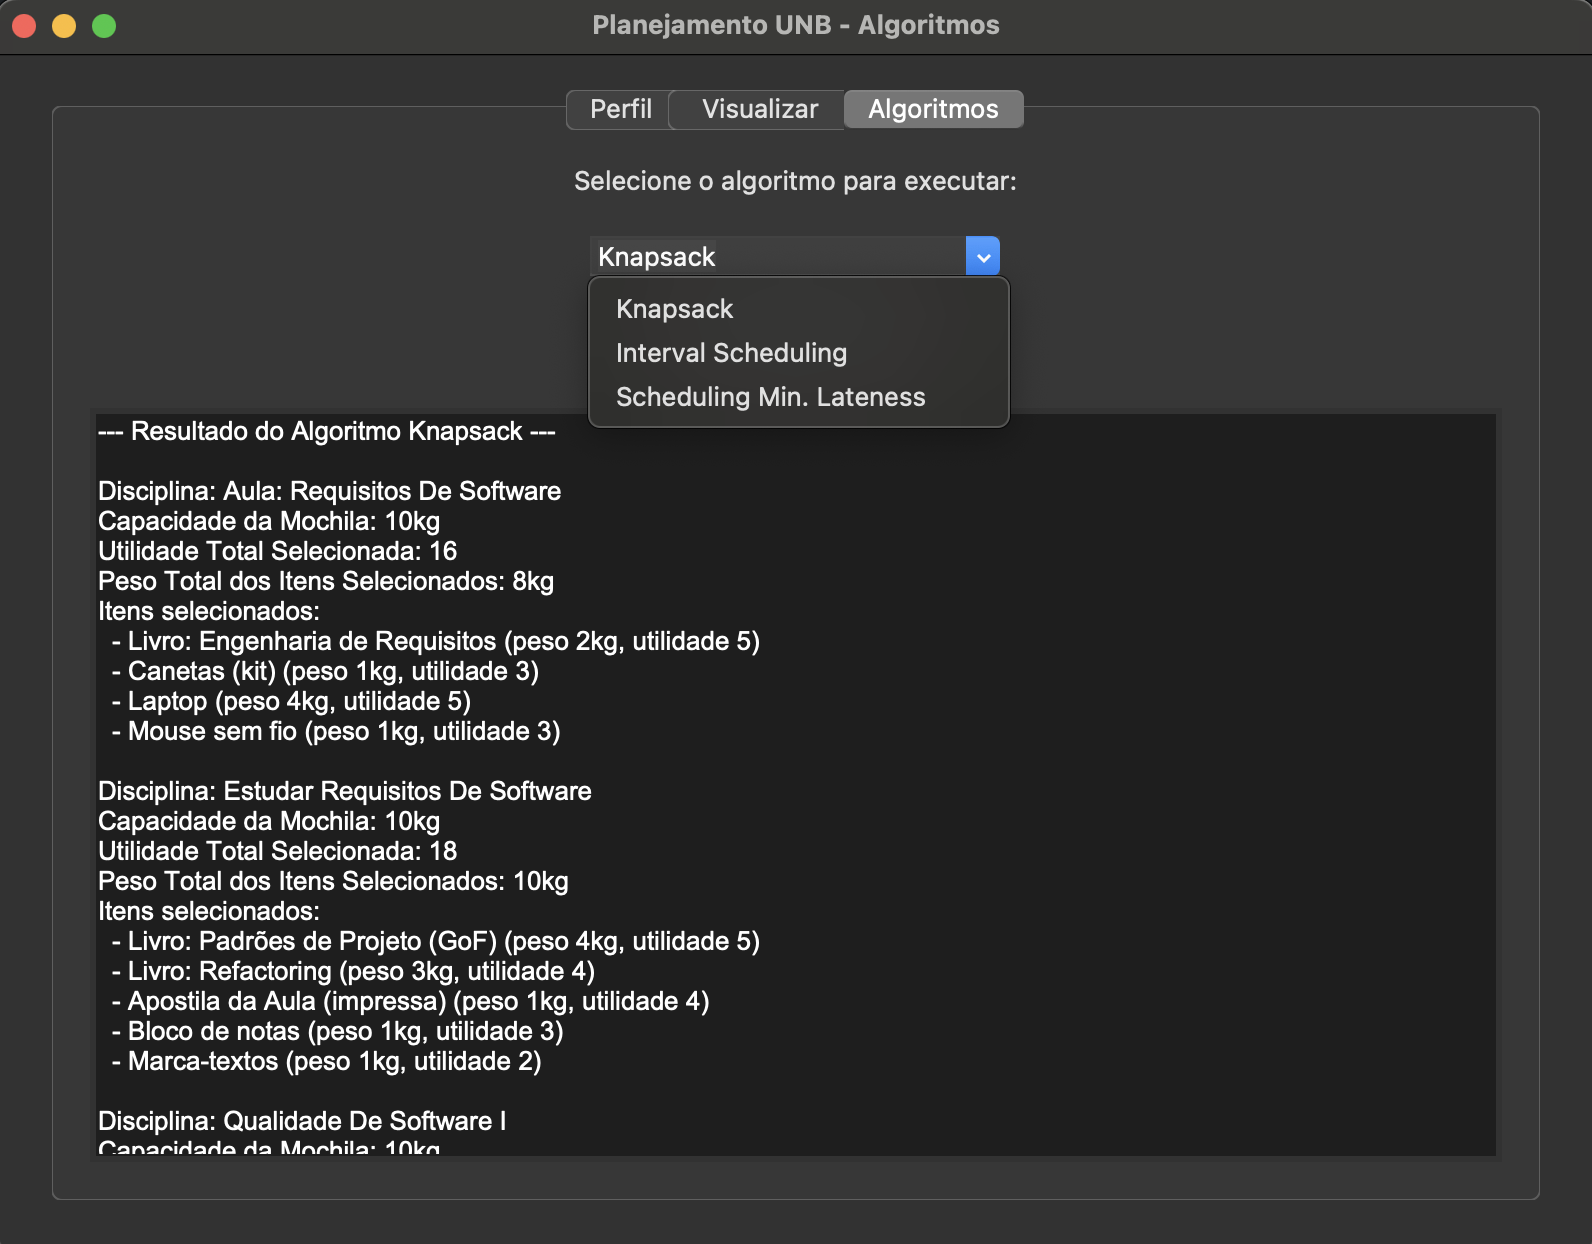 Planejamento UNB - Algoritmos
Perfil Visualizar Algoritmos
Selecione o algoritmo para executar:
Knapsack
Knapsack
Interval Scheduling
Scheduling Min. Lateness
--- Resultado do Algoritmo Knapsack ---
Disciplina: Aula: Requisitos De Software
Capacidade da Mochila: 10kg
Utilidade Total Selecionada: 16
Peso Total dos Itens Selecionados: 8kg
Itens selecionados:
- Livro: Engenharia de Requisitos (peso 2kg, utilidade 5)
- Canetas (kit) (peso 1kg, utilidade 3)
- Laptop (peso 4kg, utilidade 5)
- Mouse sem fio (peso 1kg, utilidade 3)
Disciplina: Estudar Requisitos De Software
Capacidade da Mochila: 10kg
Utilidade Total Selecionada: 18
Peso Total dos Itens Selecionados: 10kg
Itens selecionados:
- Livro: Padrões de Projeto (GoF) (peso 4kg, utilidade 5)
- Livro: Refactoring (peso 3kg, utilidade 4)
- Apostila da Aula (impressa) (peso 1kg, utilidade 4)
- Bloco de notas (peso 1kg, utilidade 3)
- Marca-textos (peso 1kg, utilidade 2)
Disciplina: Qualidade De Software I
Capacidade da Mochila: 10kg